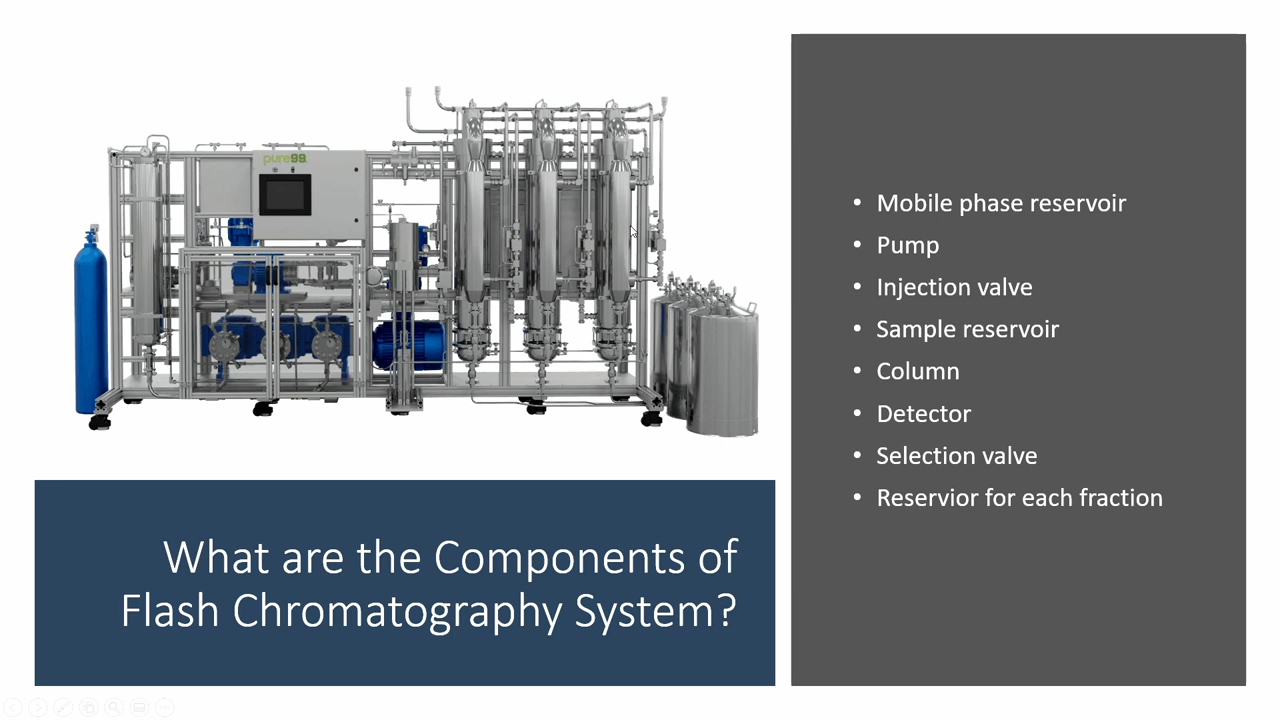 pure99
What are the Components of
Flash Chromatography System?
• Mobile phase reservoir
• Pump
• Injection valve
• Sample reservoir
• Column
• Detector
• Selection valve
• Reservior for each fraction